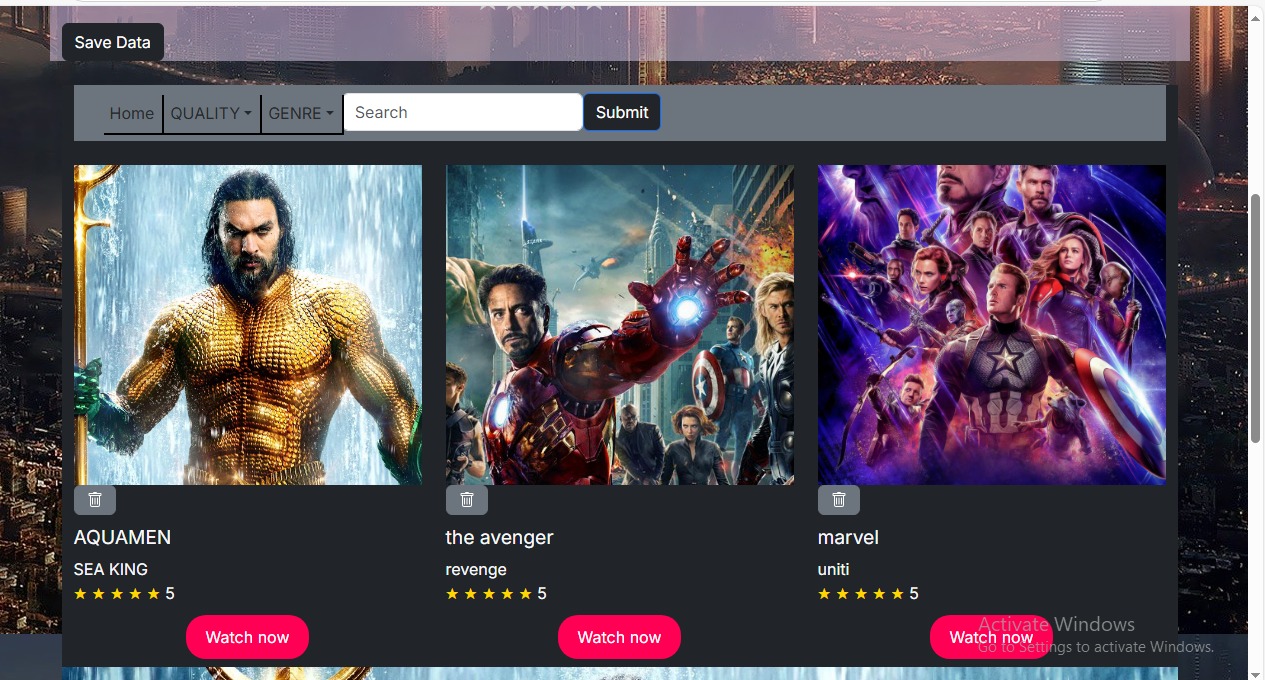 Save Data
Home QUALITY GENRE Search Submit
AQUAMEN
SEA KING
★ ★ ★ ★ ★ 5
Watch now
the avenger
revenge
★ ★ ★ ★ ★ 5
Watch now
marvel
uniti
★ ★ ★ ★ ★ 5
Watch now
Activate Windows
Go to Settings to activate Windows.